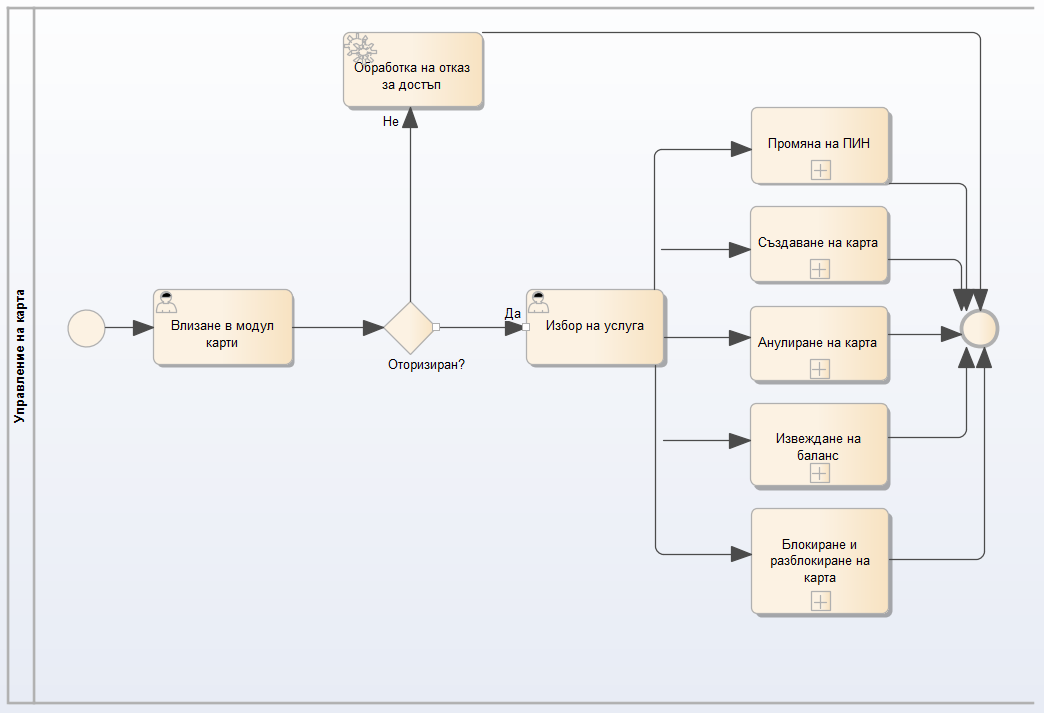 Управление на карта
Обработка на отказ
за достъп
Не
Влизане в модул
карти
Оторизиран?
Да
Избор на услуга
Промяна на ПИН
Създаване на карта
Анулиране на карта
Извеждане на
баланс
Блокиране и
разблокиране на
карта